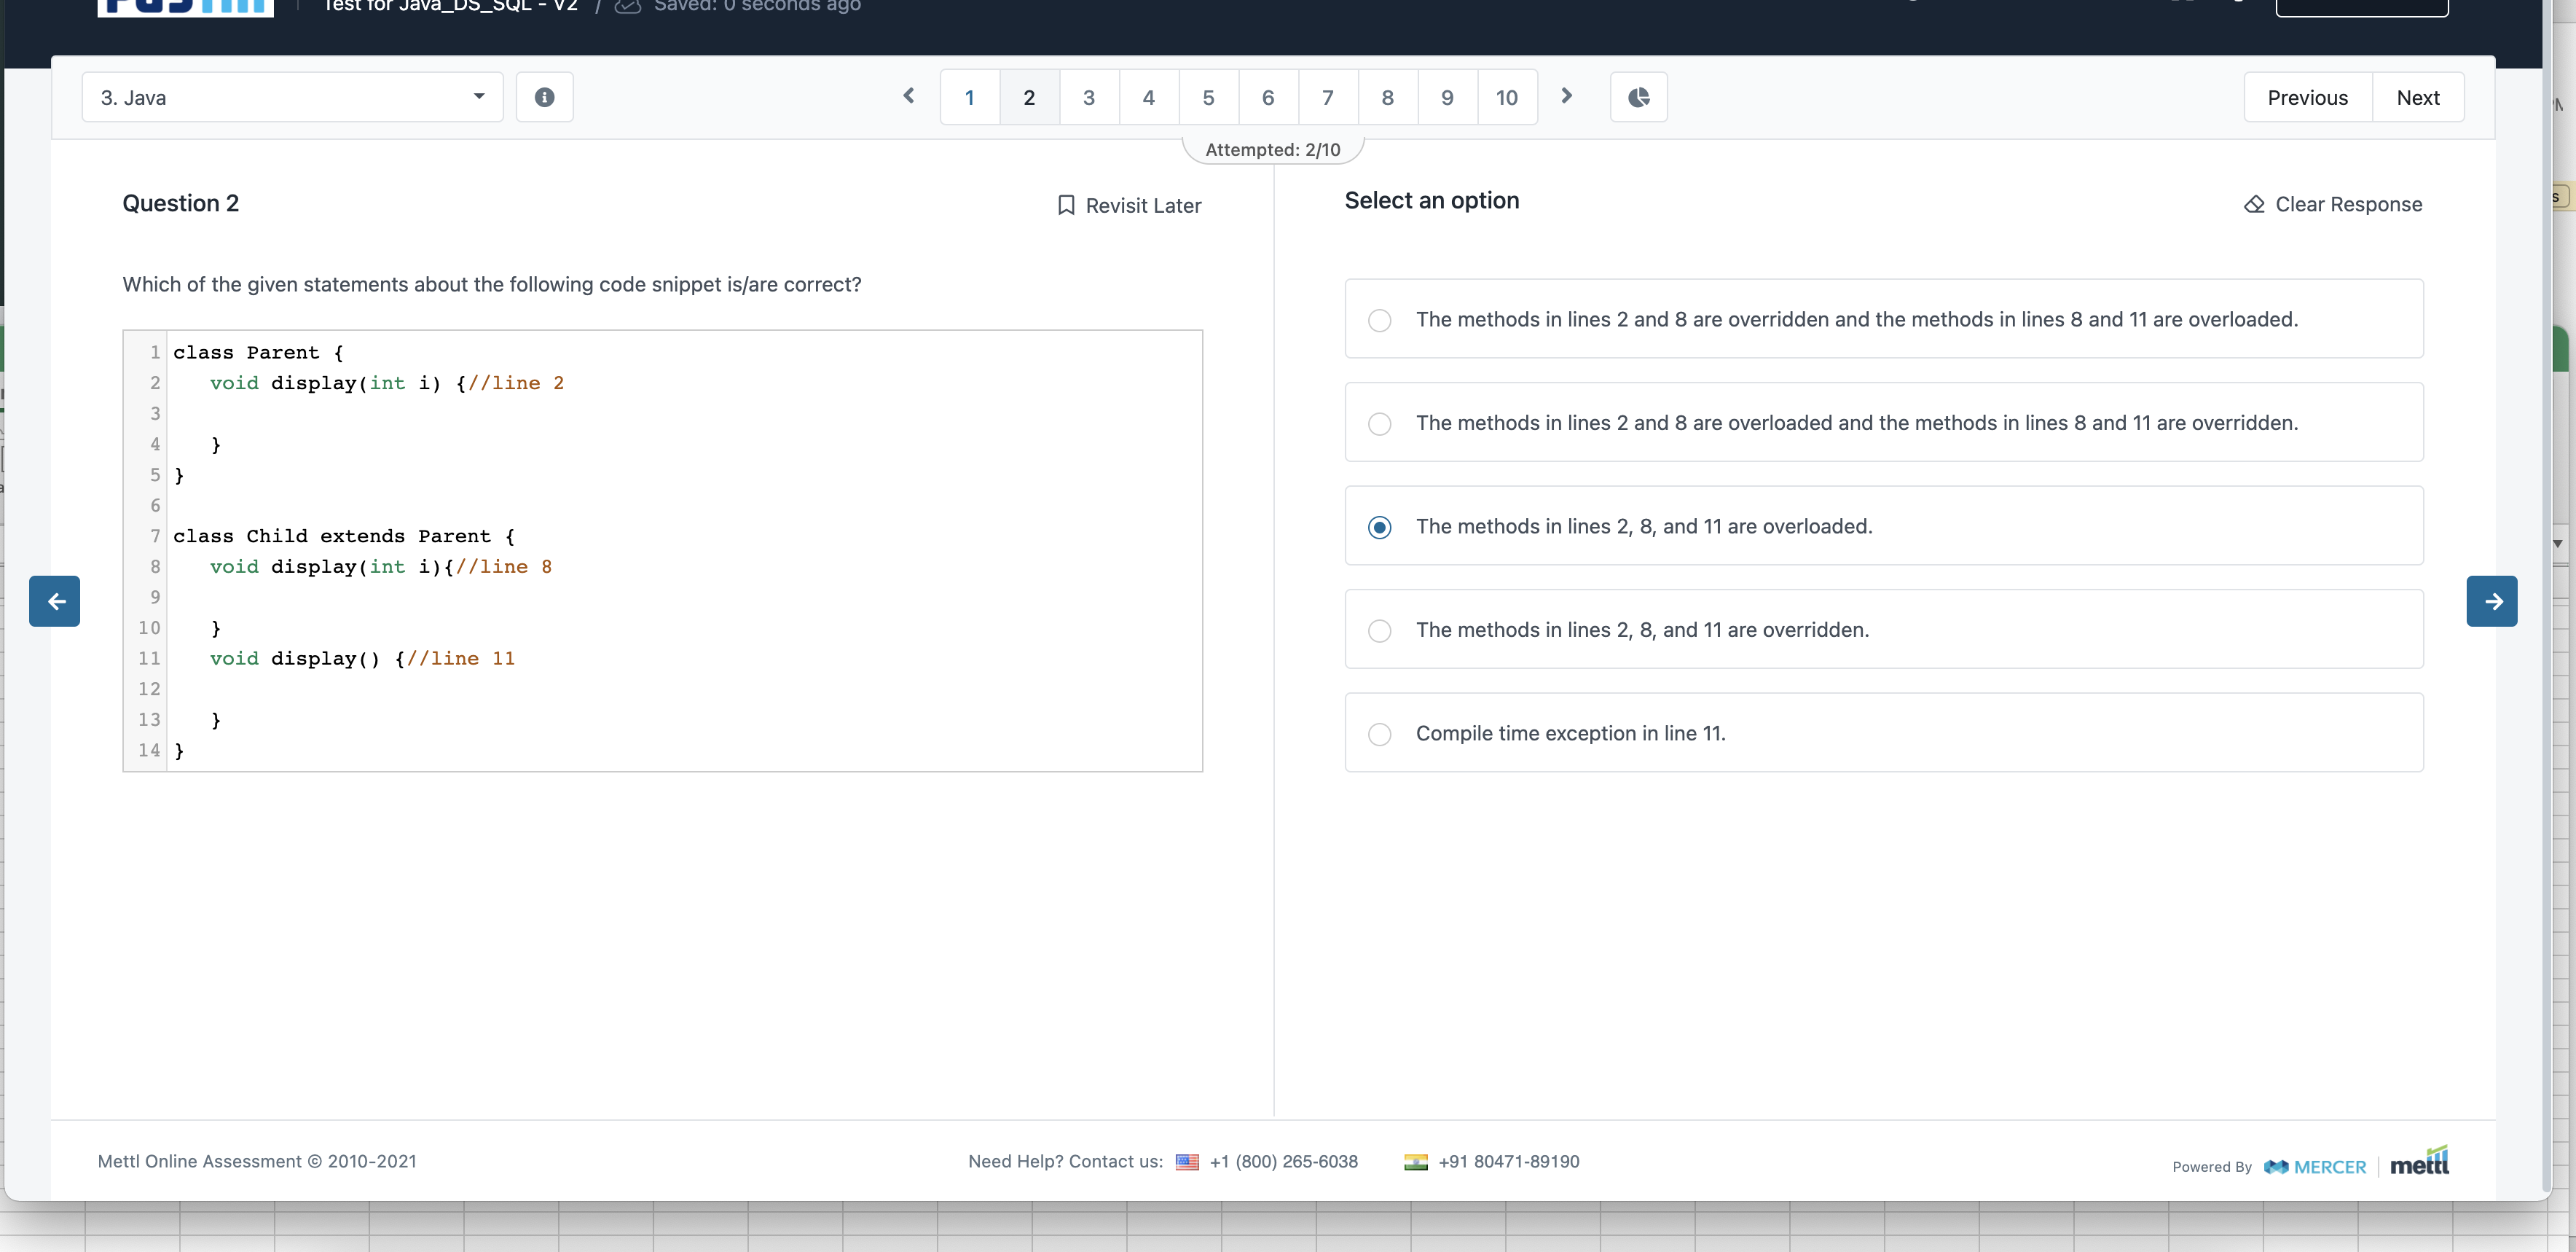 Paytm
Test for Java_DS_SQL - V2 / Saved: 0 seconds ago
3. Java
1 2 3 4 5 6 7 8 9 10
Previous Next
Attempted: 2/10
Question 2
Revisit Later
Which of the given statements about the following code snippet is/are correct?
1 class Parent {
2 void display(int i) {//line 2
3
4 }
5 }
6
7 class Child extends Parent {
8 void display(int i){//line 8
9
10 }
11 void display() {//line 11
12
13 }
14 }
Select an option
Clear Response
The methods in lines 2 and 8 are overridden and the methods in lines 8 and 11 are overloaded.
The methods in lines 2 and 8 are overloaded and the methods in lines 8 and 11 are overridden.
The methods in lines 2, 8, and 11 are overloaded.
The methods in lines 2, 8, and 11 are overridden.
Compile time exception in line 11.
Mettl Online Assessment © 2010-2021
Need Help? Contact us: +1 (800) 265-6038 +91 80471-89190
Powered By MERCER | mettl